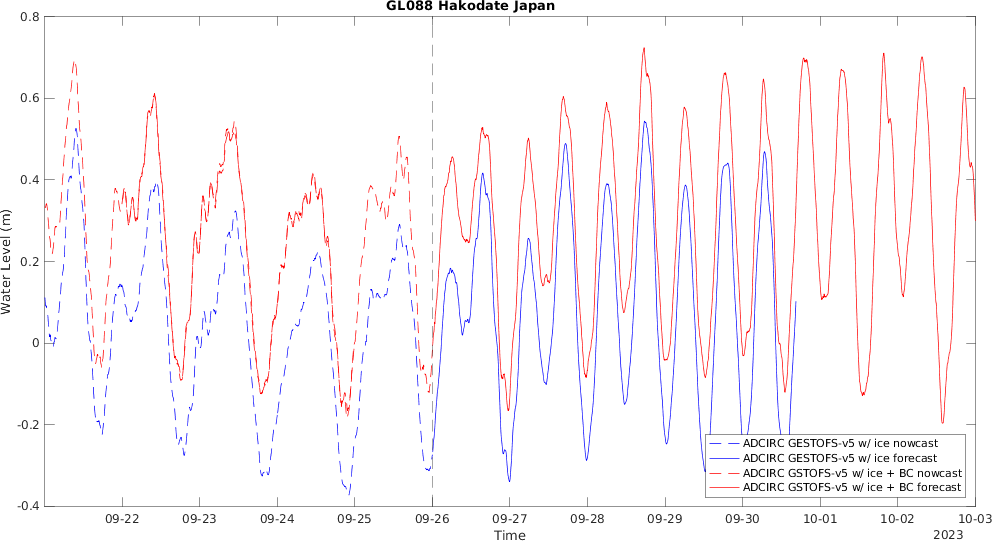 GL088 Hakodate Japan
0.8
0.6
0.4
0.2
0
-0.2
-0.4
Water Level (m)
09-22
09-23
09-24
09-25
09-26
09-27
09-28
09-29
09-30
10-01
10-02
10-03
Time
2023
ADCIRC GESTOFS-v5 w/ ice nowcast
ADCIRC GESTOFS-v5 w/ ice forecast
ADCIRC GSTOFS-v5 w/ ice + BC nowcast
ADCIRC GSTOFS-v5 w/ ice + BC forecast